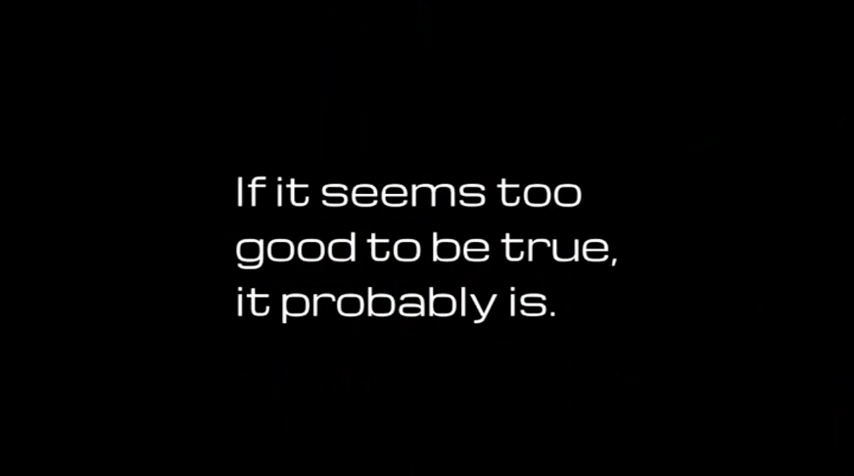 If it seems too
good to be true,
it probably is.